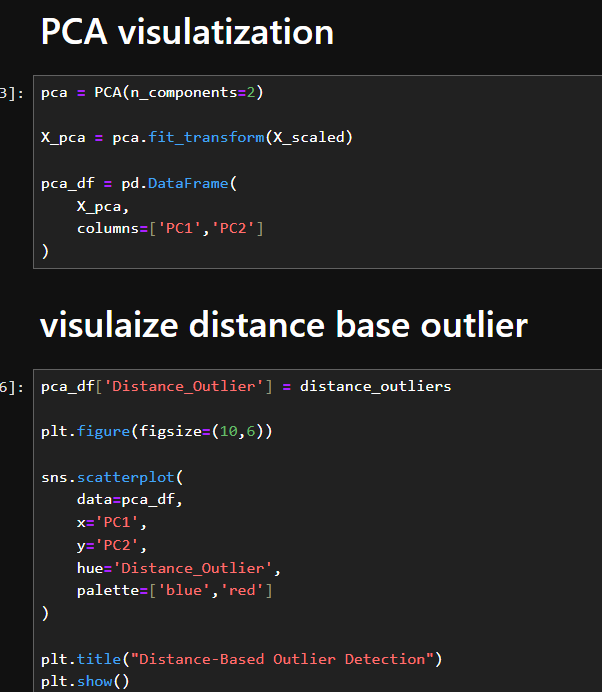 PCA visulatization
3]:
pca = PCA(n_components=2)
X_pca = pca.fit_transform(X_scaled)
pca_df = pd.DataFrame(
    X_pca,
    columns=['PC1','PC2']
)
visulaize distance base outlier
6]:
pca_df['Distance_Outlier'] = distance_outliers
plt.figure(figsize=(10,6))
sns.scatterplot(
    data=pca_df,
    x='PC1',
    y='PC2',
    hue='Distance_Outlier',
    palette=['blue','red']
)
plt.title("Distance-Based Outlier Detection")
plt.show()